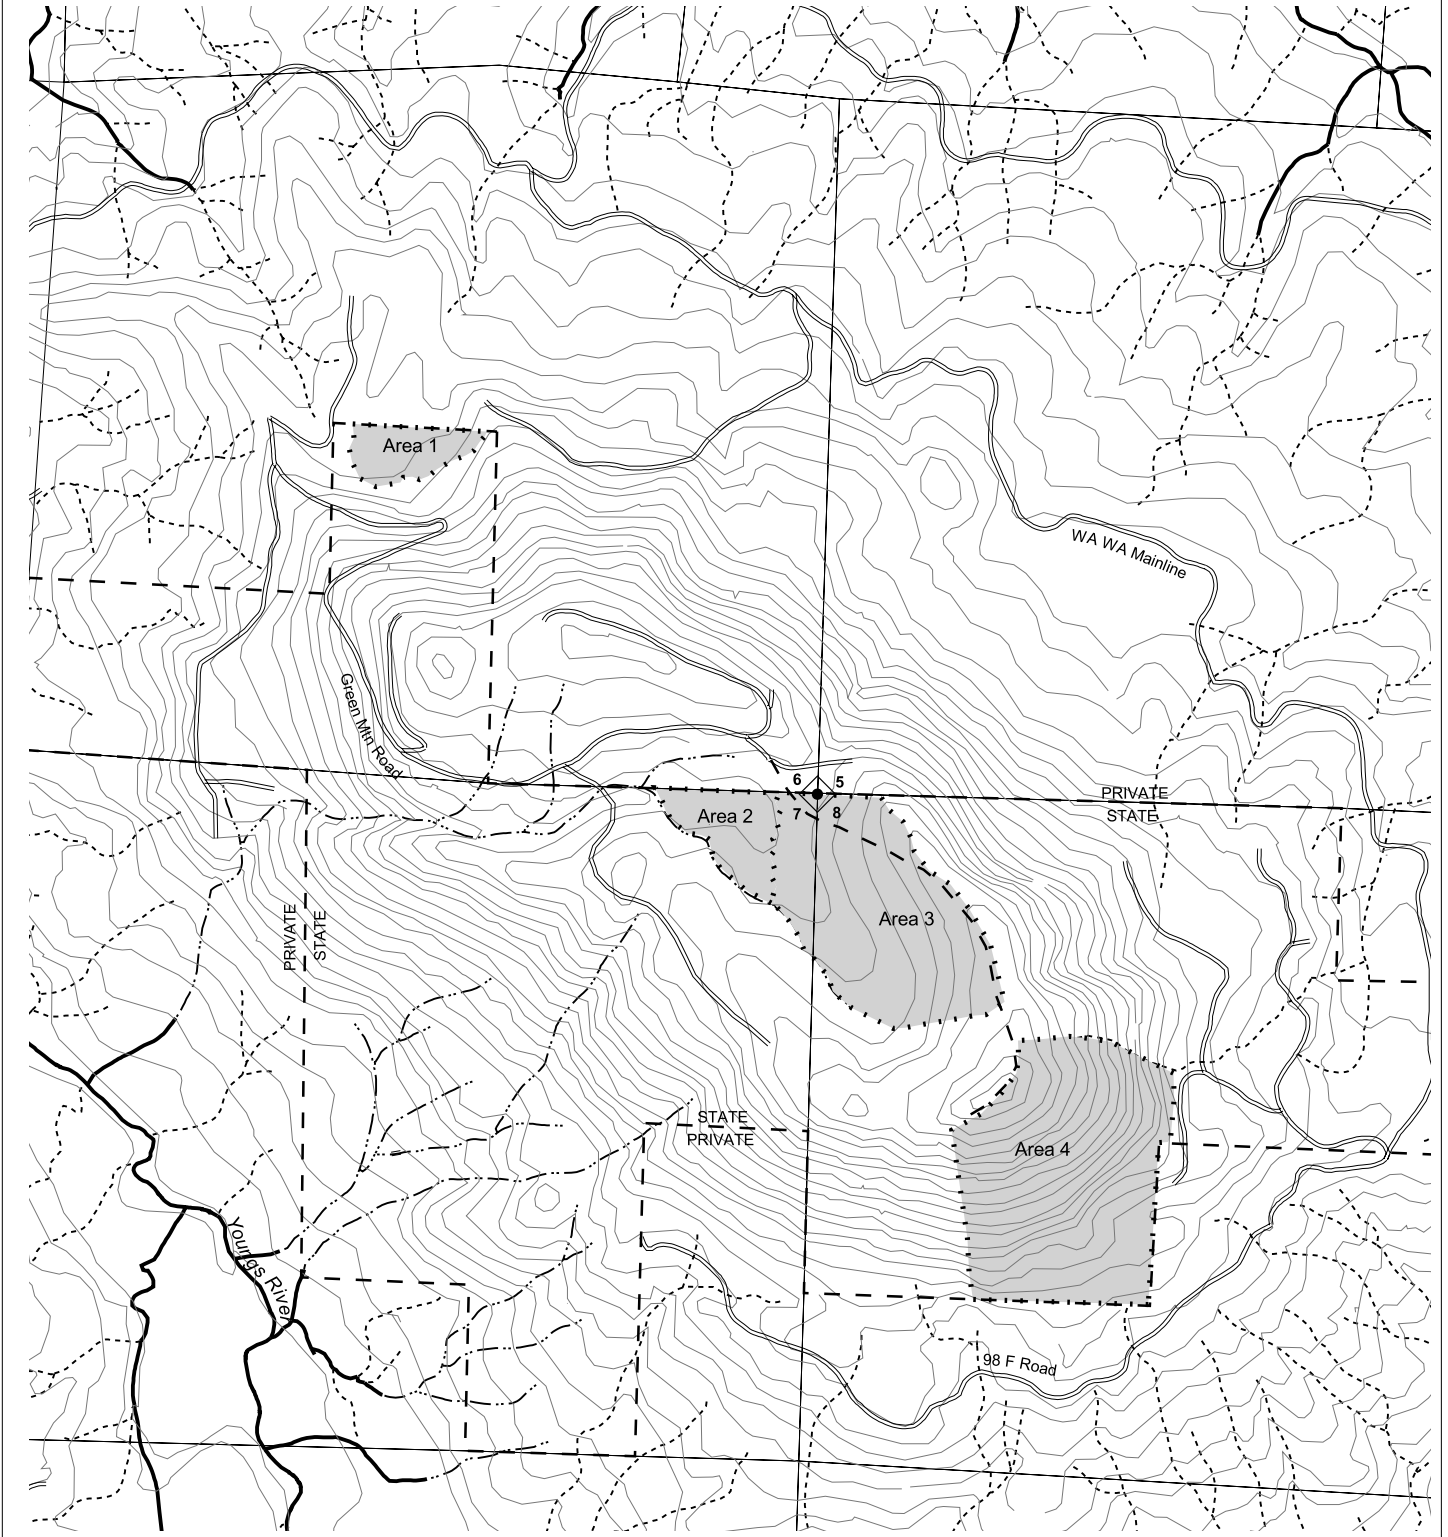 Area 1
WA WA Mainline
Green Mtn Road
6 5
7 8
PRIVATE
STATE
Area 2
Area 3
PRIVATE
STATE
STATE
PRIVATE
Area 4
Youngs River
98 F Road